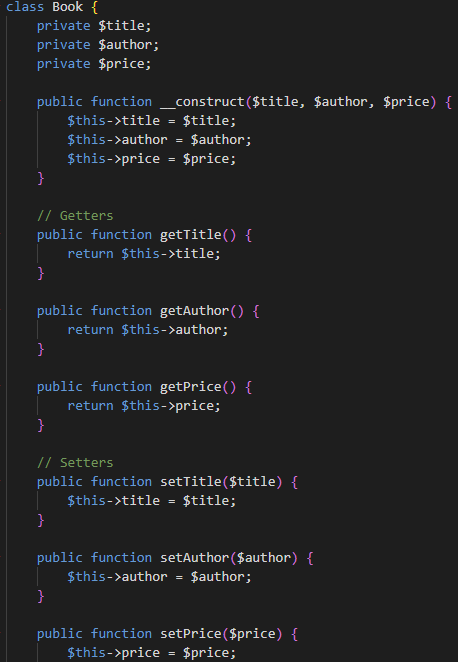 class Book {
    private $title;
    private $author;
    private $price;

    public function __construct($title, $author, $price) {
        $this->title = $title;
        $this->author = $author;
        $this->price = $price;
    }

    // Getters
    public function getTitle() {
        return $this->title;
    }

    public function getAuthor() {
        return $this->author;
    }

    public function getPrice() {
        return $this->price;
    }

    // Setters
    public function setTitle($title) {
        $this->title = $title;
    }

    public function setAuthor($author) {
        $this->author = $author;
    }

    public function setPrice($price) {
        $this->price = $price;